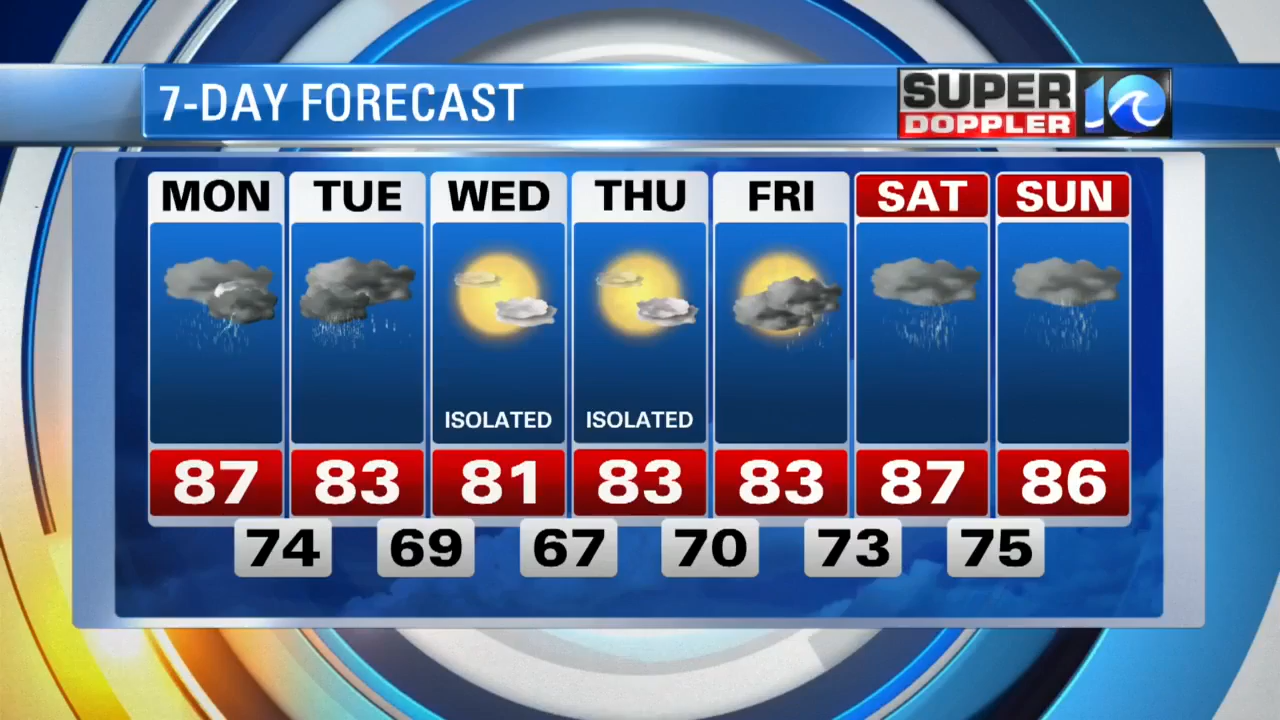 7-DAY FORECAST
SUPER
DOPPLER
10
MON TUE WED THU FRI SAT SUN
ISOLATED ISOLATED
87 83 81 83 83 87 86
74 69 67 70 73 75